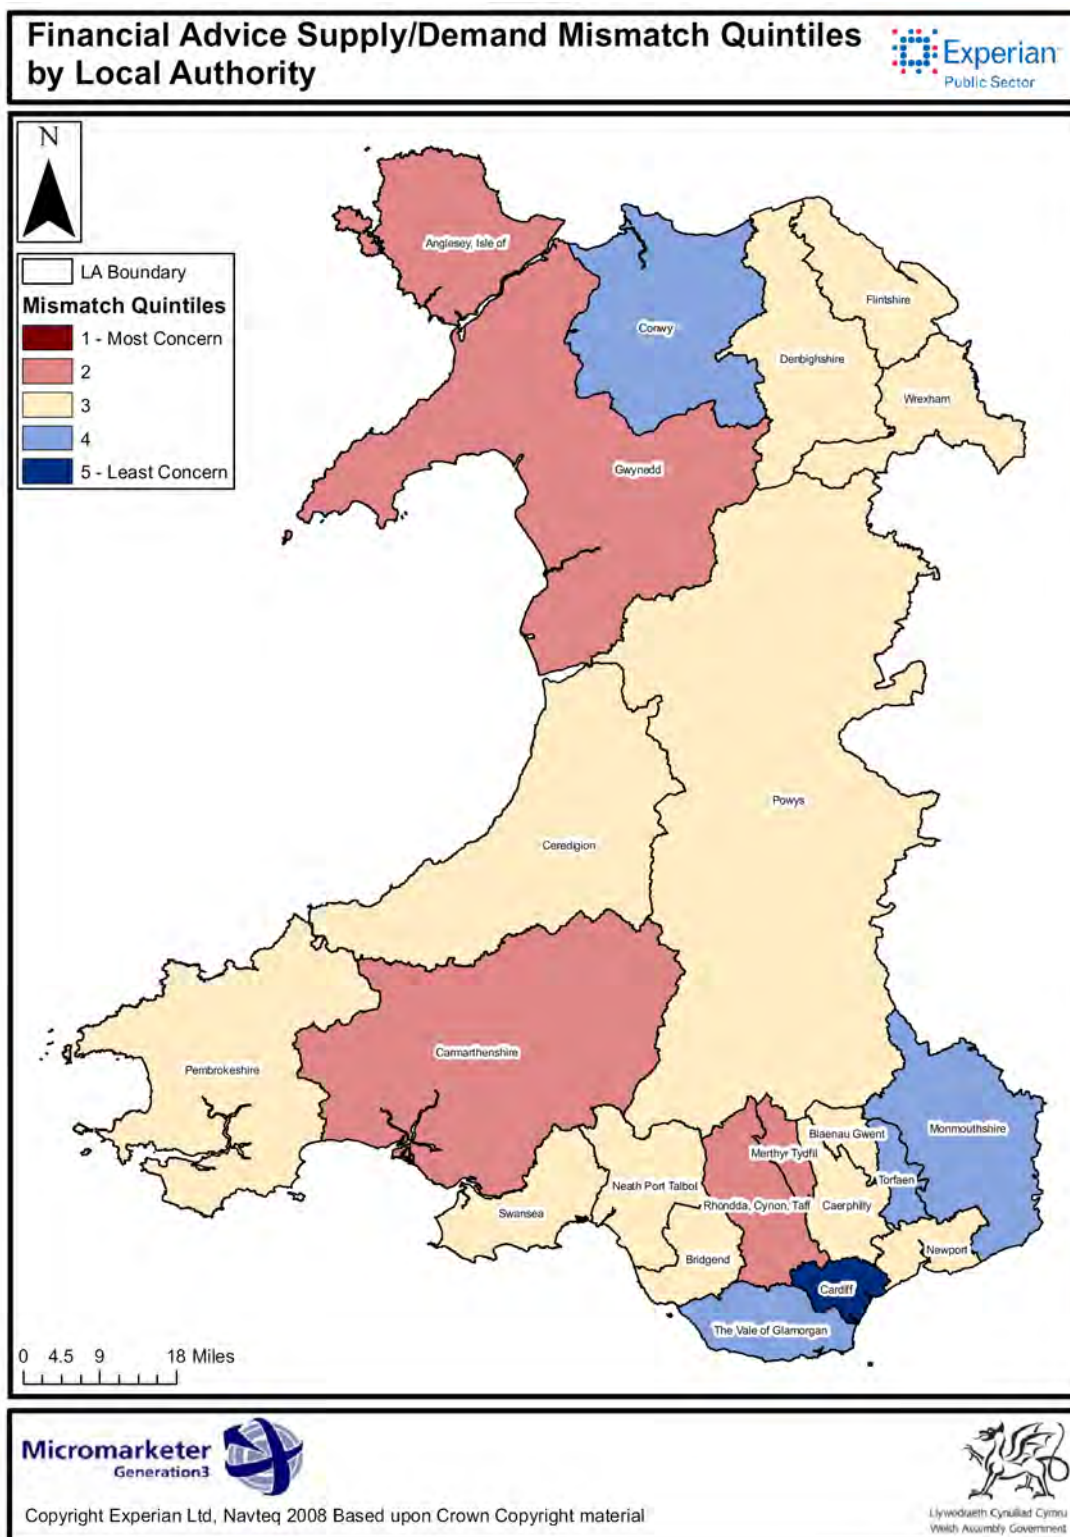 Financial Advice Supply/Demand Mismatch Quintiles
by Local Authority
Experian
Public Sector
N
LA Boundary
Mismatch Quintiles
1 - Most Concern
2
3
4
5 - Least Concern
Anglesey, Isle of
Conwy
Flintshire
Denbighshire
Wrexham
Gwynedd
Powys
Ceredigion
Carmarthenshire
Pembrokeshire
Monmouthshire
Blaenau Gwent
Merthyr Tydfil
Torfaen
Neath Port Talbot
Rhondda, Cynon, Taff
Caerphilly
Swansea
Newport
Bridgend
Cardiff
The Vale of Glamorgan
0 4.5 9 18 Miles
Micromarketer
Generation3
Copyright Experian Ltd, Navteq 2008 Based upon Crown Copyright material
Llywodraeth Cynulliad Cymru
Welsh Assembly Government